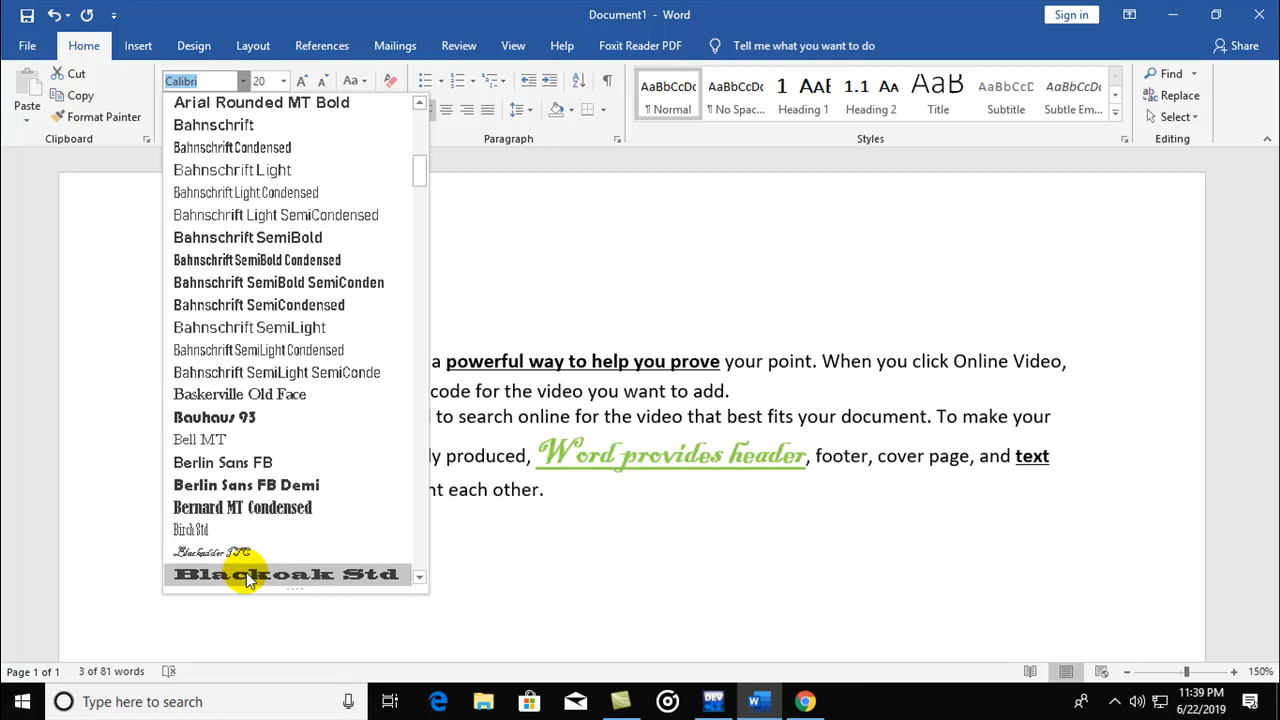 Document1 - Word
Sign in
File Home Insert Design Layout References Mailings Review View Help Foxit Reader PDF Tell me what you want to do Share
Paste
Cut
Copy
Format Painter
Clipboard
Calibri 20 Aa
Paragraph
AaBbCcDc AaBbCcDc 1 AaBb 1.1 AaBb AaB AaBbCcD AaBbCcDc
¶ Normal ¶ No Spac... Heading 1 Heading 2 Title Subtitle Subtle Em...
Styles
Find
Replace
Select
Editing
Arial Rounded MT Bold
Bahnschrift
Bahnschrift Condensed
Bahnschrift Light
Bahnschrift Light Condensed
Bahnschrift Light SemiCondensed
Bahnschrift SemiBold
Bahnschrift SemiBold Condensed
Bahnschrift SemiBold SemiConden
Bahnschrift SemiCondensed
Bahnschrift SemiLight
Bahnschrift SemiLight Condensed
Bahnschrift SemiLight SemiConde
Baskerville Old Face
Bauhaus 93
Bell MT
Berlin Sans FB
Berlin Sans FB Demi
Bernard MT Condensed
Birch Std
Blackadder ITC
Blackoak Std
a powerful way to help you prove your point. When you click Online Video,
code for the video you want to add.
d to search online for the video that best fits your document. To make your
ly produced, Word provides header, footer, cover page, and text
nt each other.
Page 1 of 1 3 of 81 words 150%
Type here to search
DEV
11:39 PM
6/22/2019